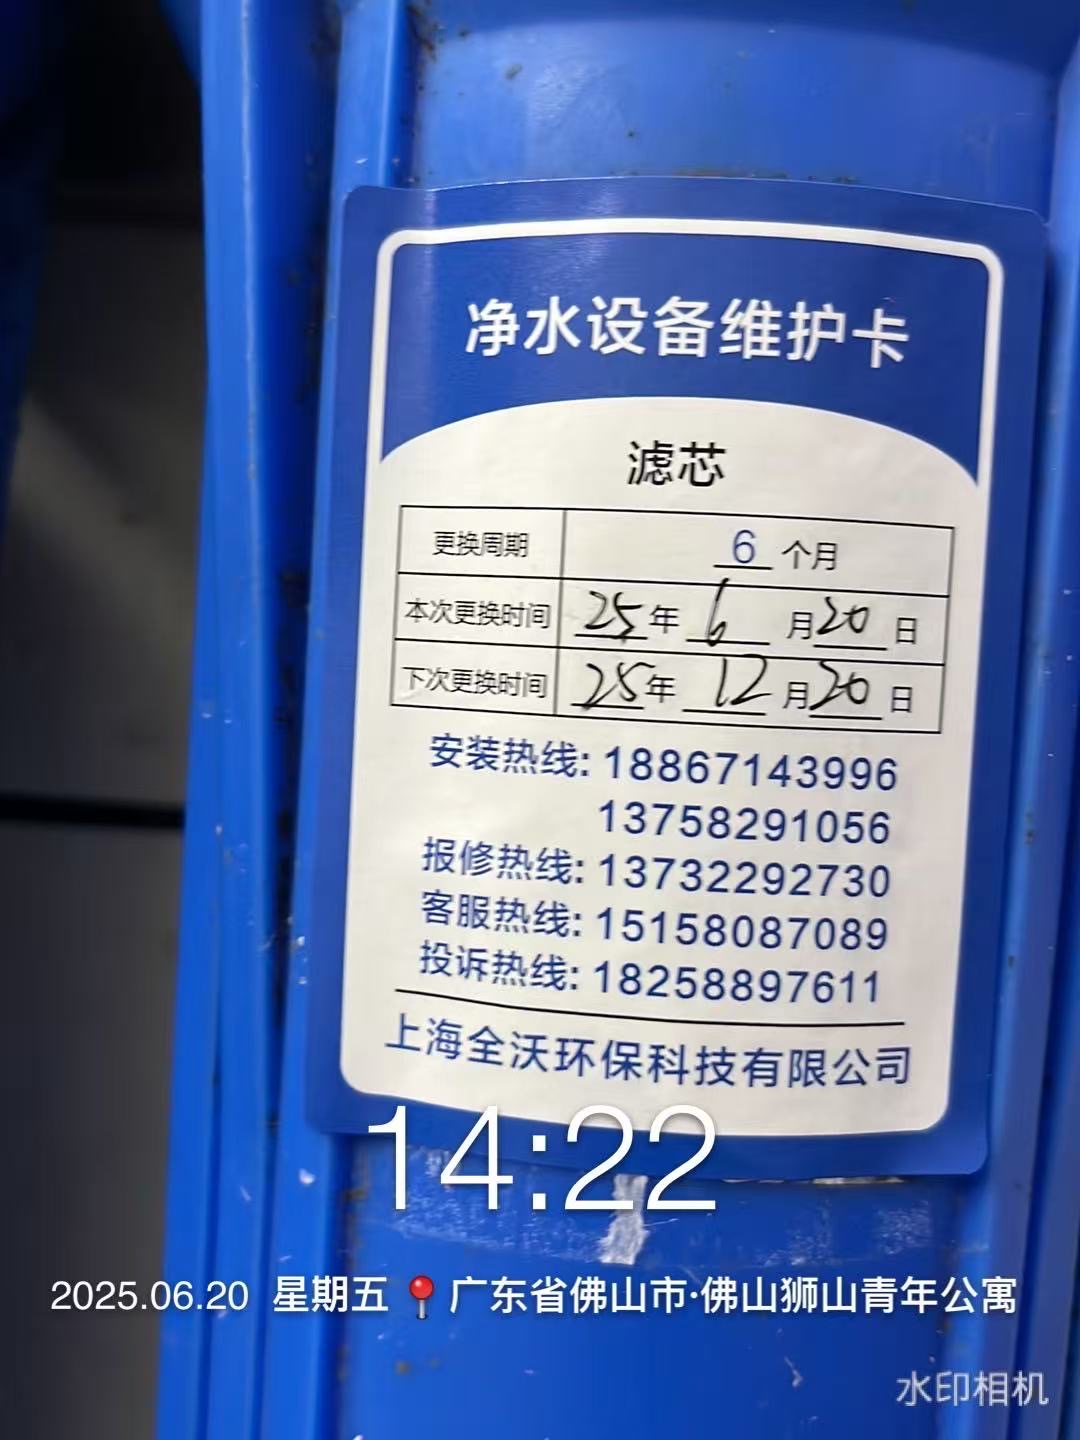 净水设备维护卡
滤芯
更换周期 6 个月
本次更换时间 25年 6 月20 日
下次更换时间 25年 12 月20 日
安装热线: 18867143996
13758291056
报修热线: 13732292730
客服热线: 15158087089
投诉热线: 18258897611
上海全沃环保科技有限公司
14:22
2025.06.20 星期五 📍广东省佛山市·佛山狮山青年公寓
水印相机